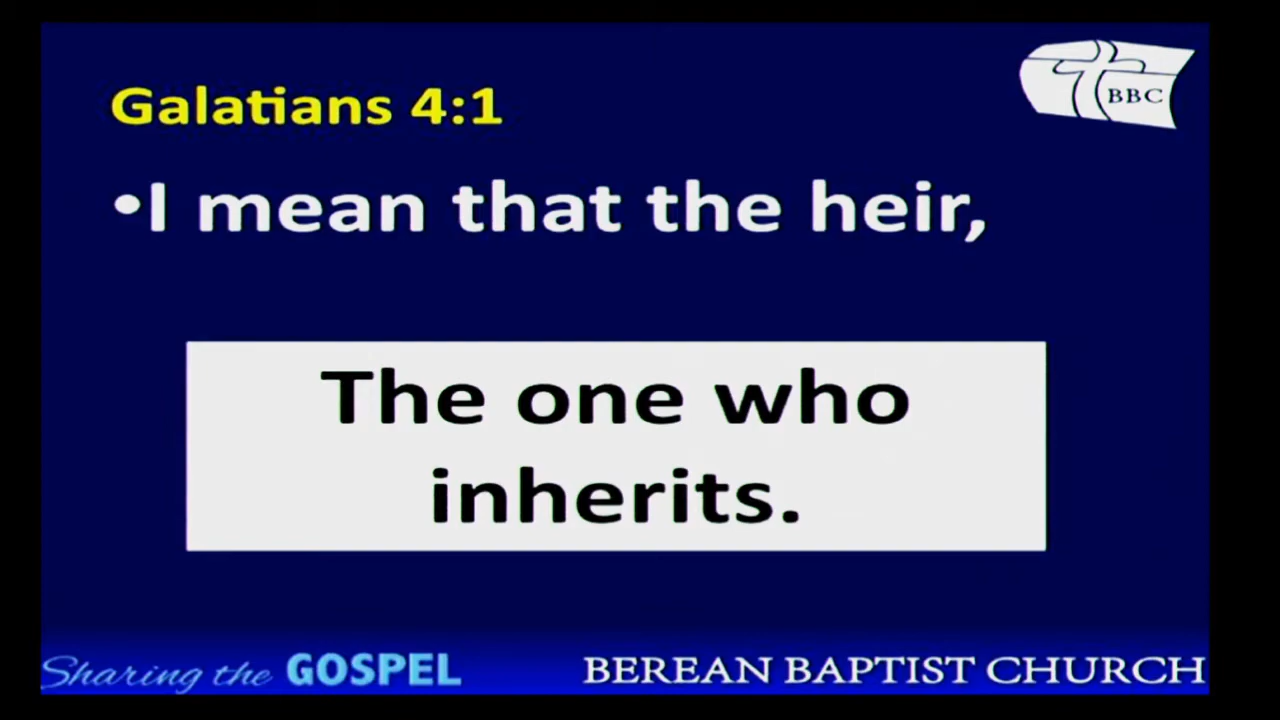 Galatians 4:1
BBC
•I mean that the heir,
The one who
inherits.
Sharing the GOSPEL
BEREAN BAPTIST CHURCH